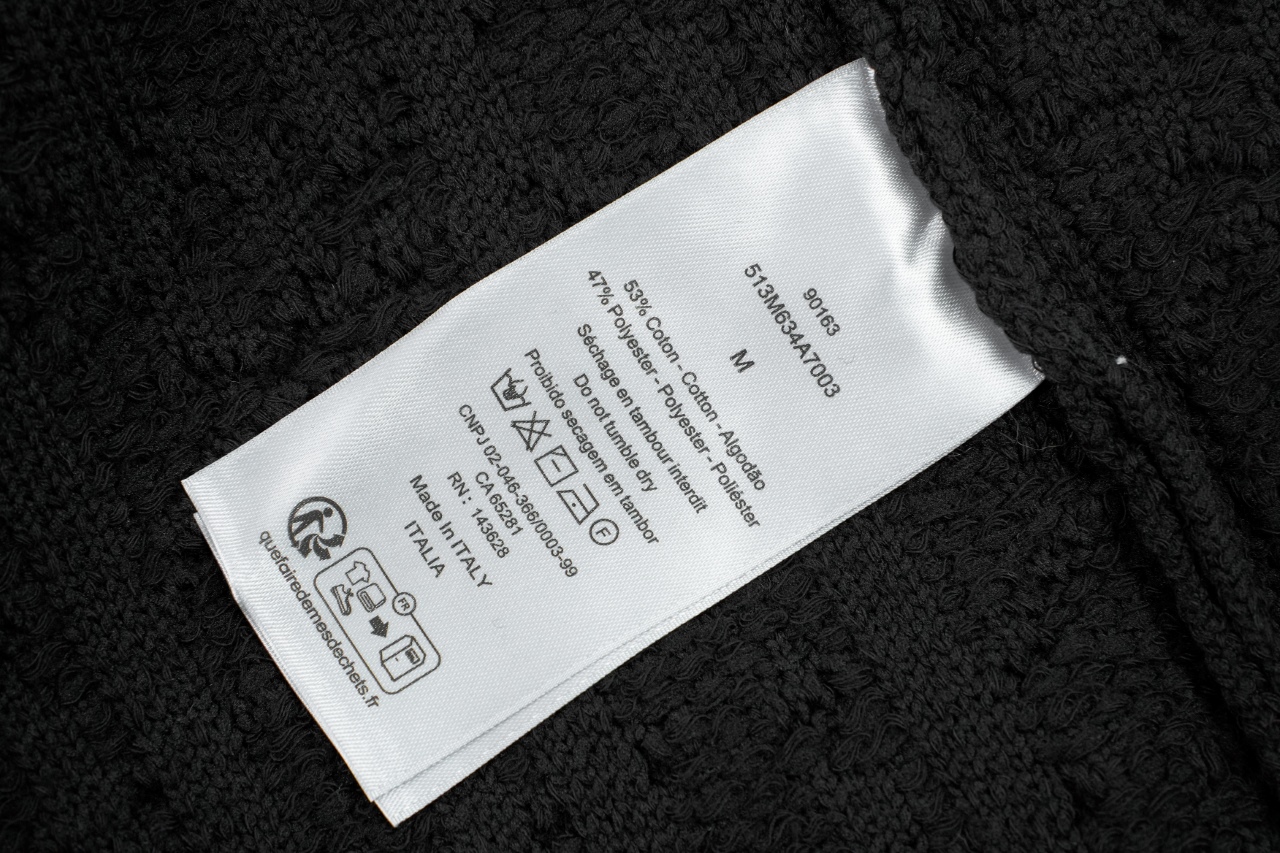 90163
513M634A7003
M
53% Coton - Cotton - Algodão
47% Polyester - Polyester - Poliéster
Séchage en tambour interdit
Do not tumble dry
Proibido secagem em tambor
F
CNPJ 02-046-366/0003-99
CA 65281
RN : 143628
Made In ITALY
ITALIA
FR
quefairedemesdechets.fr